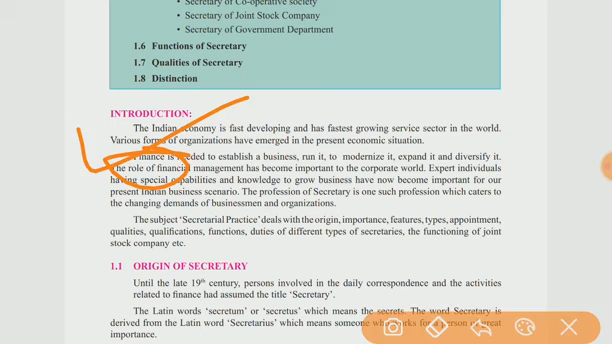 • Secretary of Co-operative society
• Secretary of Joint Stock Company
• Secretary of Government Department
1.6 Functions of Secretary
1.7 Qualities of Secretary
1.8 Distinction
INTRODUCTION:
The Indian economy is fast developing and has fastest growing service sector in the world.
Various forms of organizations have emerged in the present economic situation.
Finance is needed to establish a business, run it, to modernize it, expand it and diversify it.
The role of financial management has become important to the corporate world. Expert individuals
having special capabilities and knowledge to grow business have now become important for our
present Indian business scenario. The profession of Secretary is one such profession which caters to
the changing demands of businessmen and organizations.
The subject 'Secretarial Practice' deals with the origin, importance, features, types, appointment,
qualities, qualifications, functions, duties of different types of secretaries, the functioning of joint
stock company etc.
1.1 ORIGIN OF SECRETARY
Until the late 19th century, persons involved in the daily correspondence and the activities
related to finance had assumed the title 'Secretary'.
The Latin words 'secretum' or 'secretus' which means the secrets. The word Secretary is
derived from the Latin word 'Secretarius' which means someone who works for a person of great
importance.